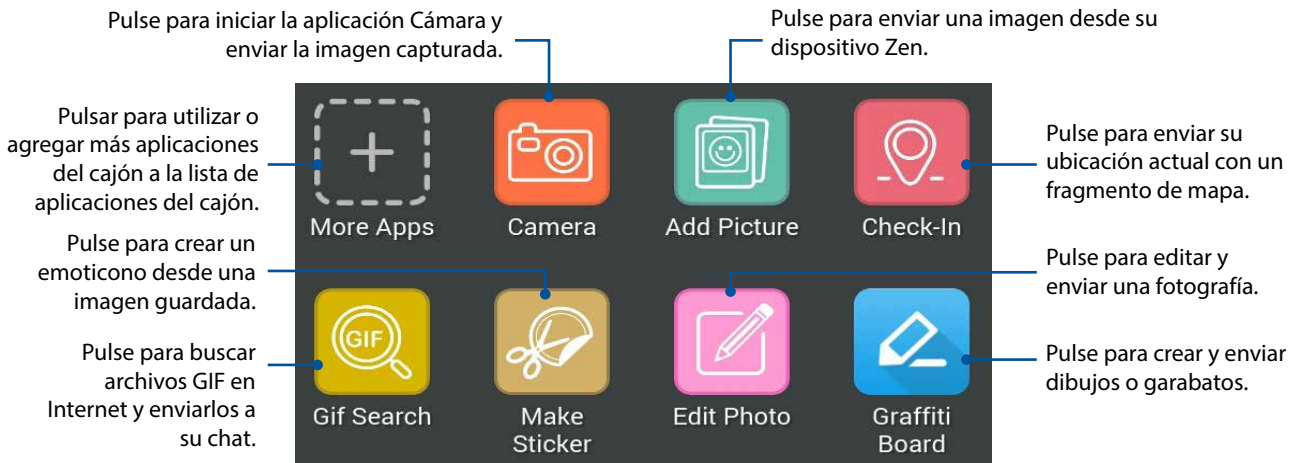 Pulse para iniciar la aplicación Cámara y
enviar la imagen capturada.
Pulse para enviar una imagen desde su
dispositivo Zen.
Pulsar para utilizar o
agregar más aplicaciones
del cajón a la lista de
aplicaciones del cajón.
More Apps
Camera
Add Picture
Check-In
Pulse para enviar su
ubicación actual con un
fragmento de mapa.
Pulse para crear un
emoticono desde una
imagen guardada.
Pulse para editar y
enviar una fotografía.
Pulse para buscar
archivos GIF en
Internet y enviarlos a
su chat.
GIF
Gif Search
Make
Sticker
Edit Photo
Graffiti
Board
Pulse para crear y enviar
dibujos o garabatos.